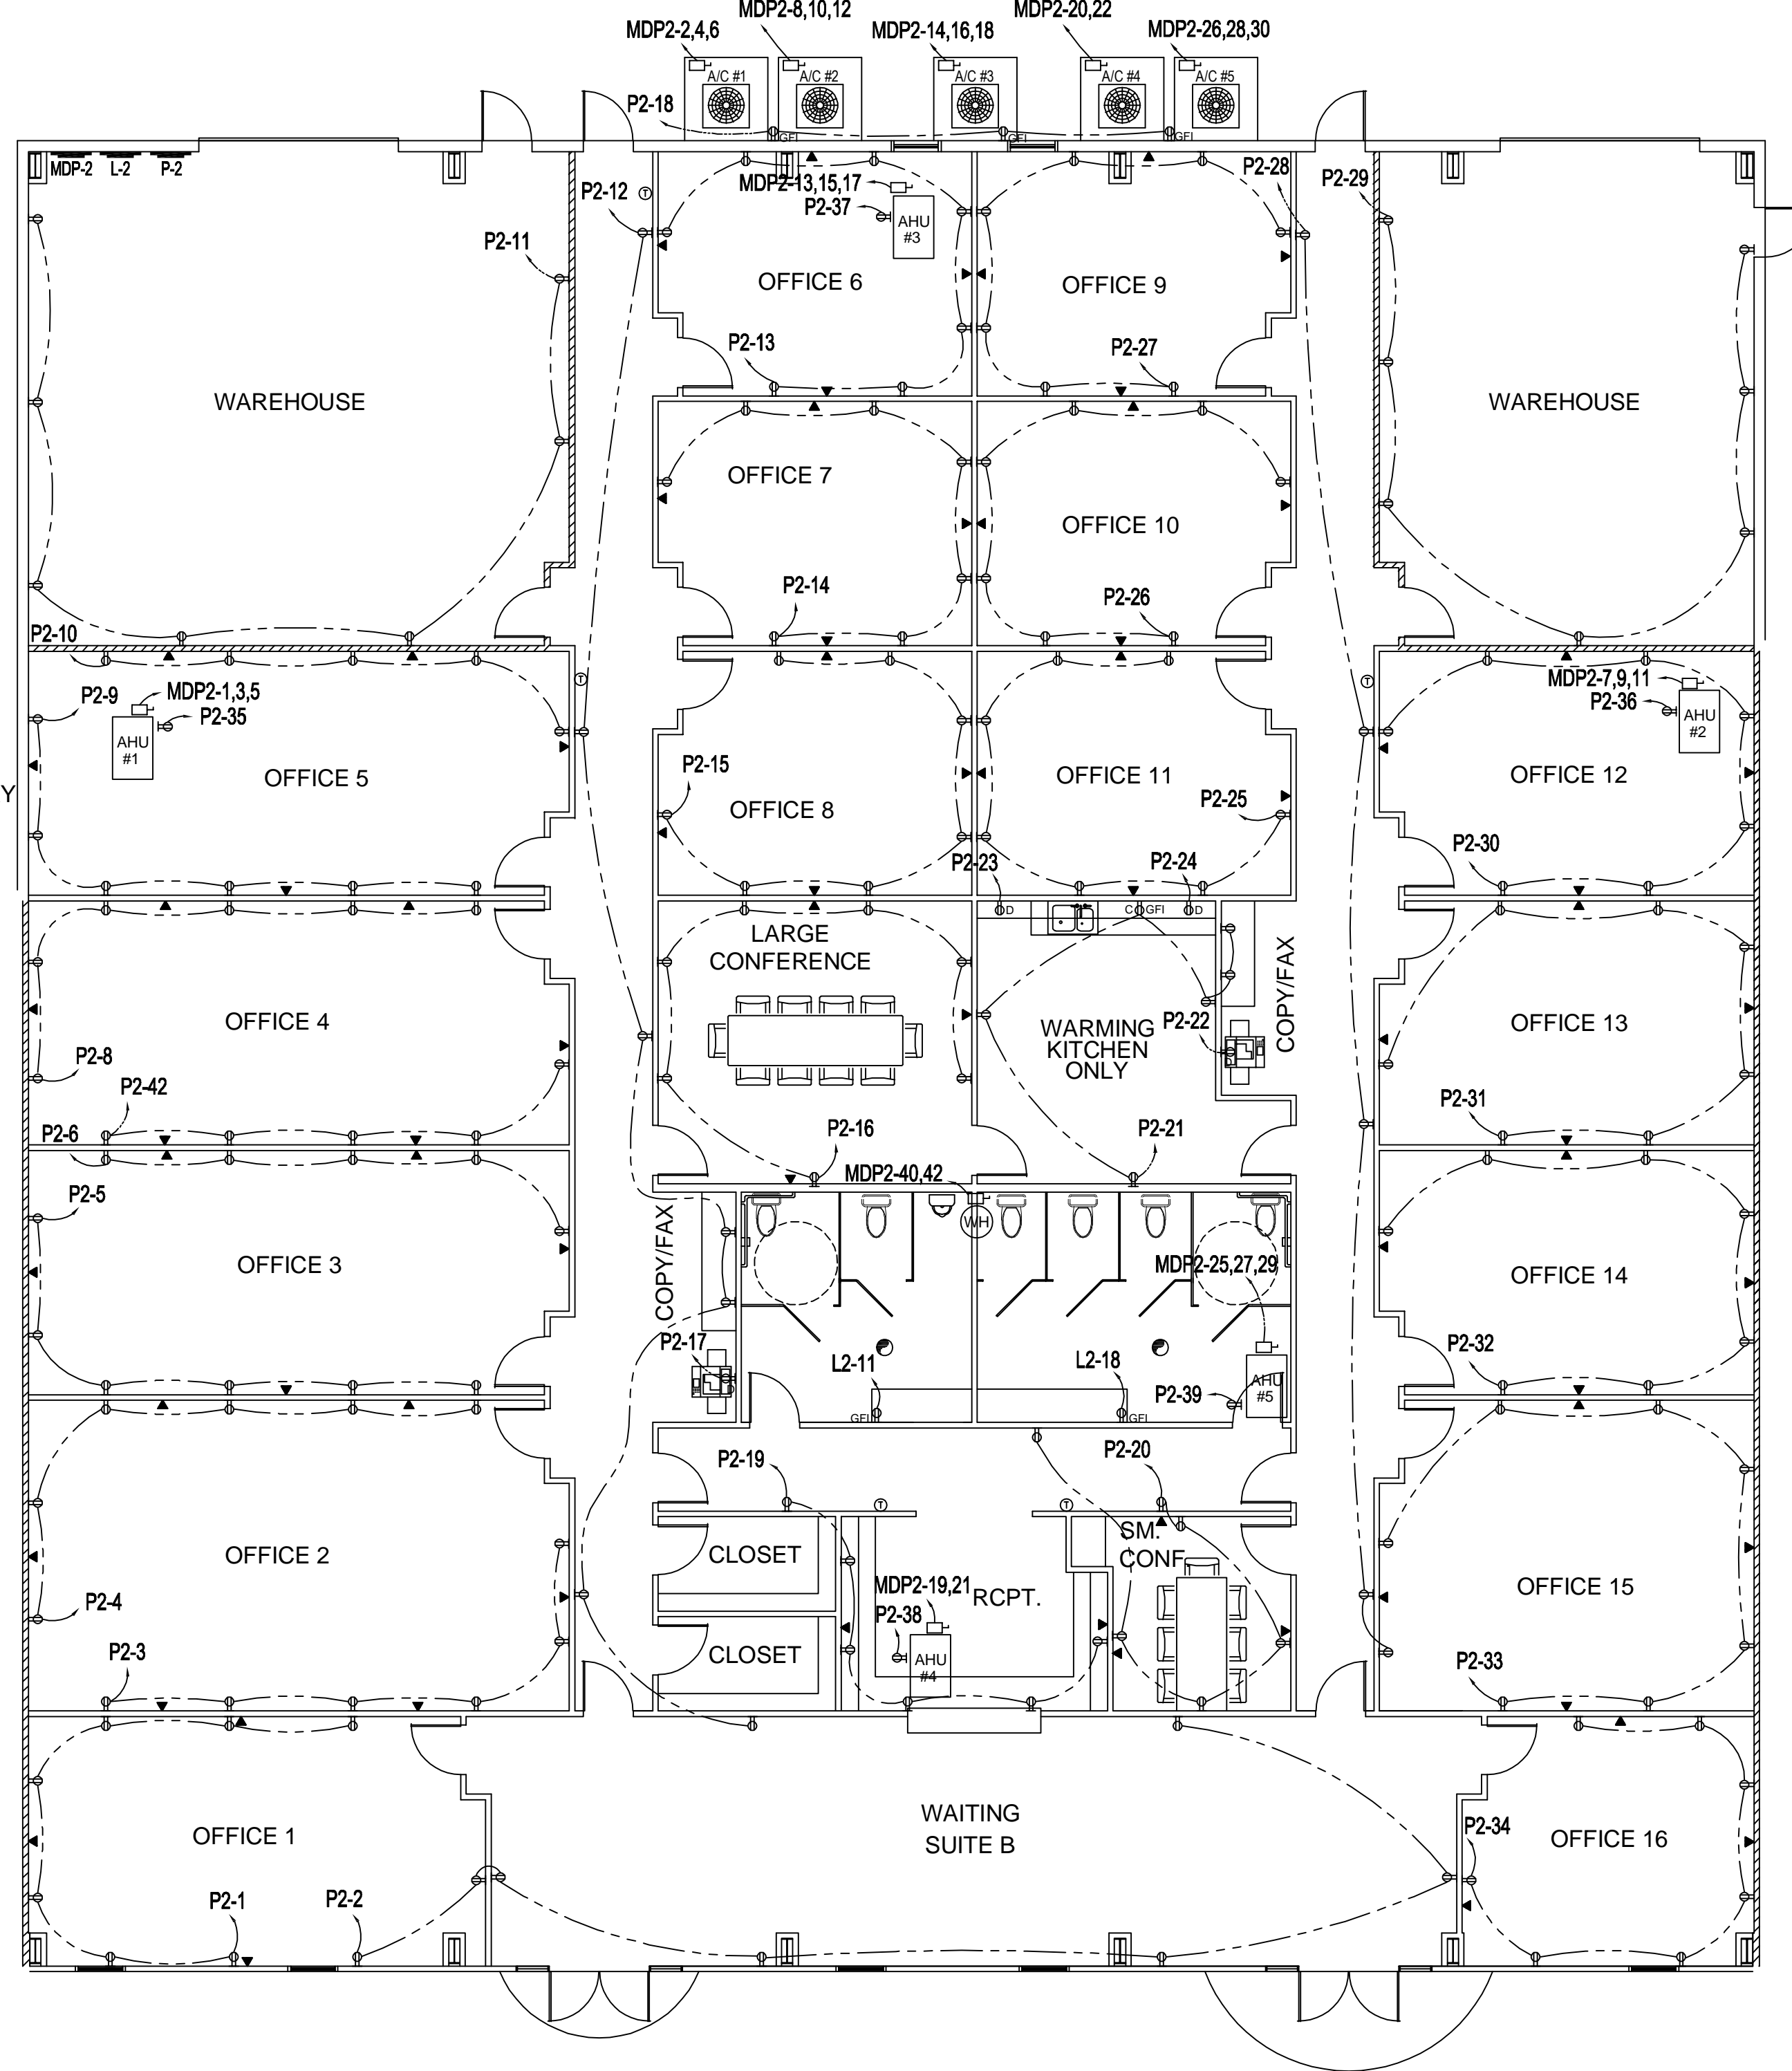 MDP2-8,10,12
MDP2-20,22
MDP2-2,4,6
MDP2-14,16,18
MDP2-26,28,30
A/C #1
A/C #2
A/C #3
A/C #4
A/C #5
P2-18
GFI
GFI
GFI
MDP-2
L-2
P-2
P2-12
T
MDP2-13,15,17
P2-37
AHU
#3
P2-28
P2-29
P2-11
OFFICE 6
OFFICE 9
P2-13
P2-27
WAREHOUSE
WAREHOUSE
OFFICE 7
OFFICE 10
P2-14
P2-26
P2-10
P2-9
MDP2-1,3,5
P2-35
AHU
#1
T
T
MDP2-7,9,11
P2-36
AHU
#2
OFFICE 5
P2-15
OFFICE 8
OFFICE 11
P2-25
OFFICE 12
Y
P2-23
P2-24
P2-30
D
C
GFI
D
LARGE
CONFERENCE
COPY/FAX
OFFICE 4
WARMING
KITCHEN
ONLY
P2-22
OFFICE 13
P2-8
P2-42
P2-6
P2-16
P2-21
P2-31
MDP2-40,42
WH
P2-5
COPY/FAX
OFFICE 3
MDP2-25,27,29
OFFICE 14
P2-17
L2-11
L2-18
P2-39
AHU
#5
P2-32
GFI
GFI
P2-19
P2-20
T
T
OFFICE 2
CLOSET
SM.
CONF.
P2-4
MDP2-19,21
RCPT.
P2-38
AHU
#4
OFFICE 15
P2-3
CLOSET
P2-33
OFFICE 1
WAITING
SUITE B
P2-34
OFFICE 16
P2-1
P2-2